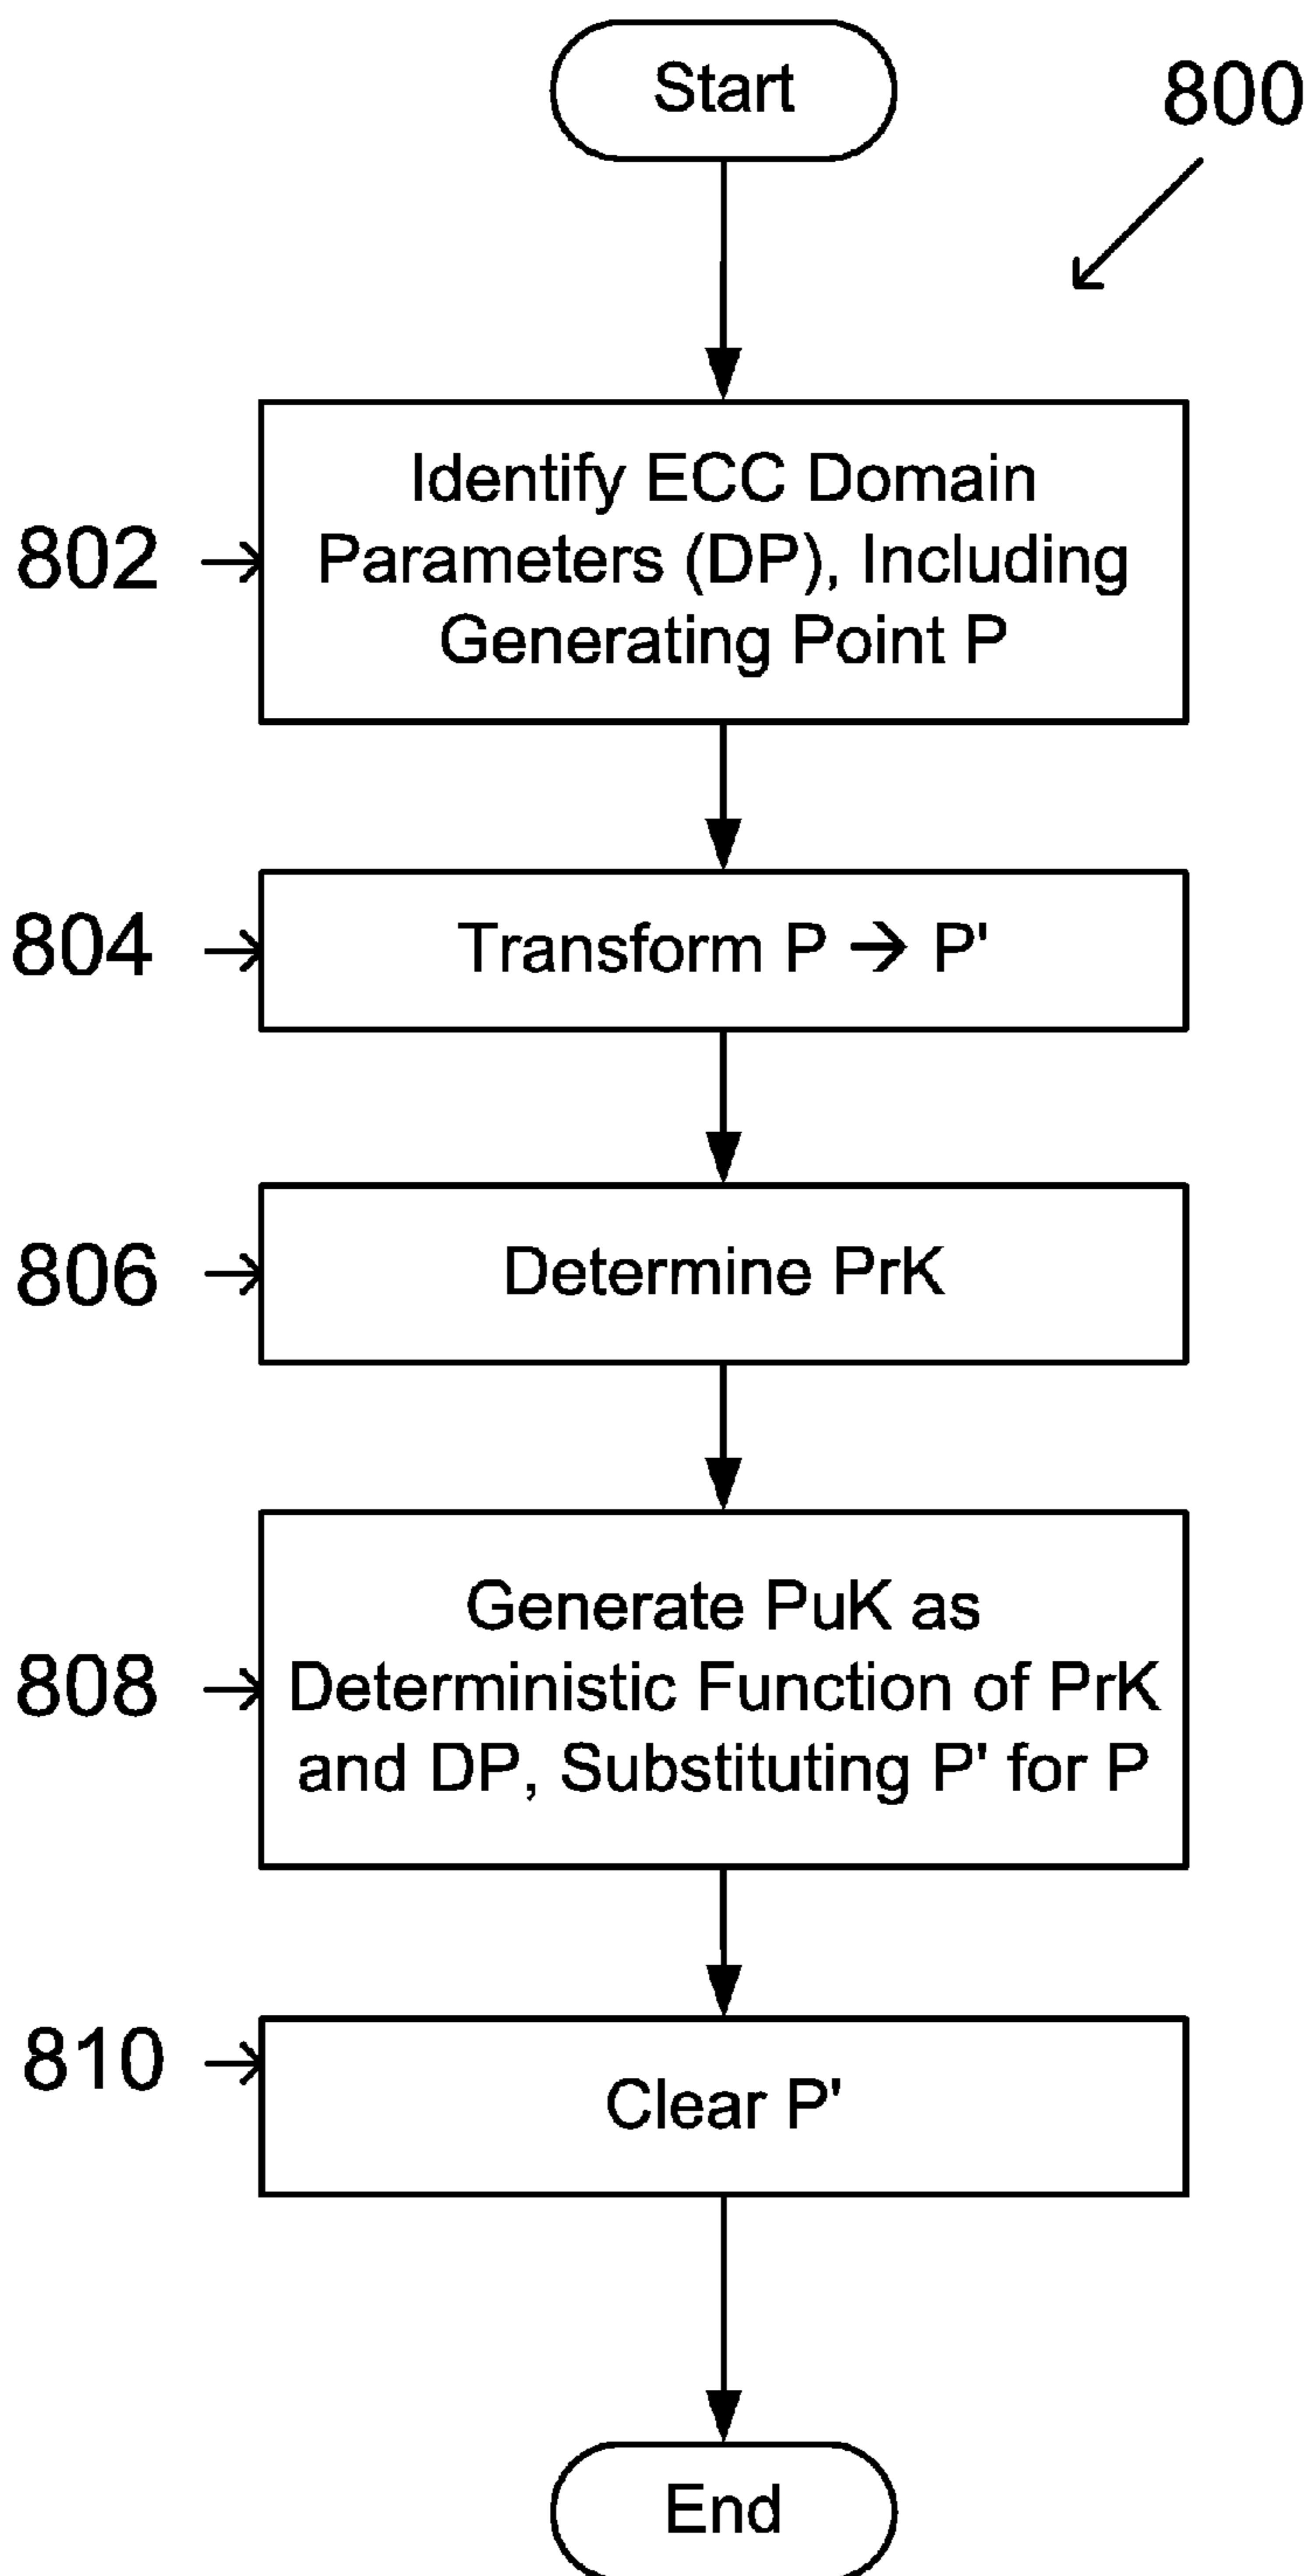 Start
800
802
Identify ECC Domain
Parameters (DP), Including
Generating Point P
804
Transform P → P'
806
Determine PrK
808
Generate PuK as
Deterministic Function of PrK
and DP, Substituting P' for P
810
Clear P'
End